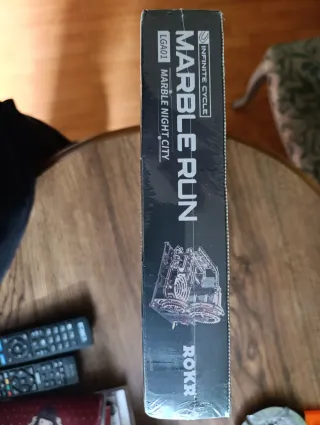 INFINITE CYCLE
MARBLE RUN
LGA01
MARBLE NIGHT CITY
ROKR